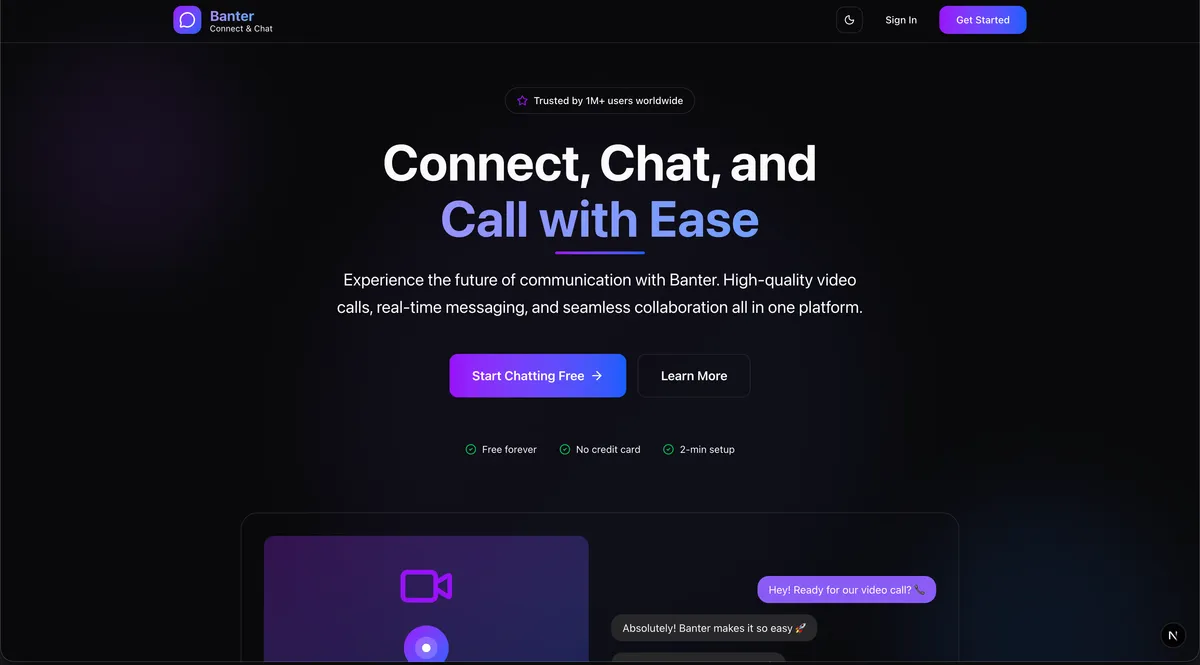 Banter
Connect & Chat
Sign In
Get Started
Trusted by 1M+ users worldwide
Connect, Chat, and
Call with Ease
Experience the future of communication with Banter. High-quality video
calls, real-time messaging, and seamless collaboration all in one platform.
Start Chatting Free →
Learn More
Free forever
No credit card
2-min setup
Hey! Ready for our video call? 📞
Absolutely! Banter makes it so easy 🚀
N